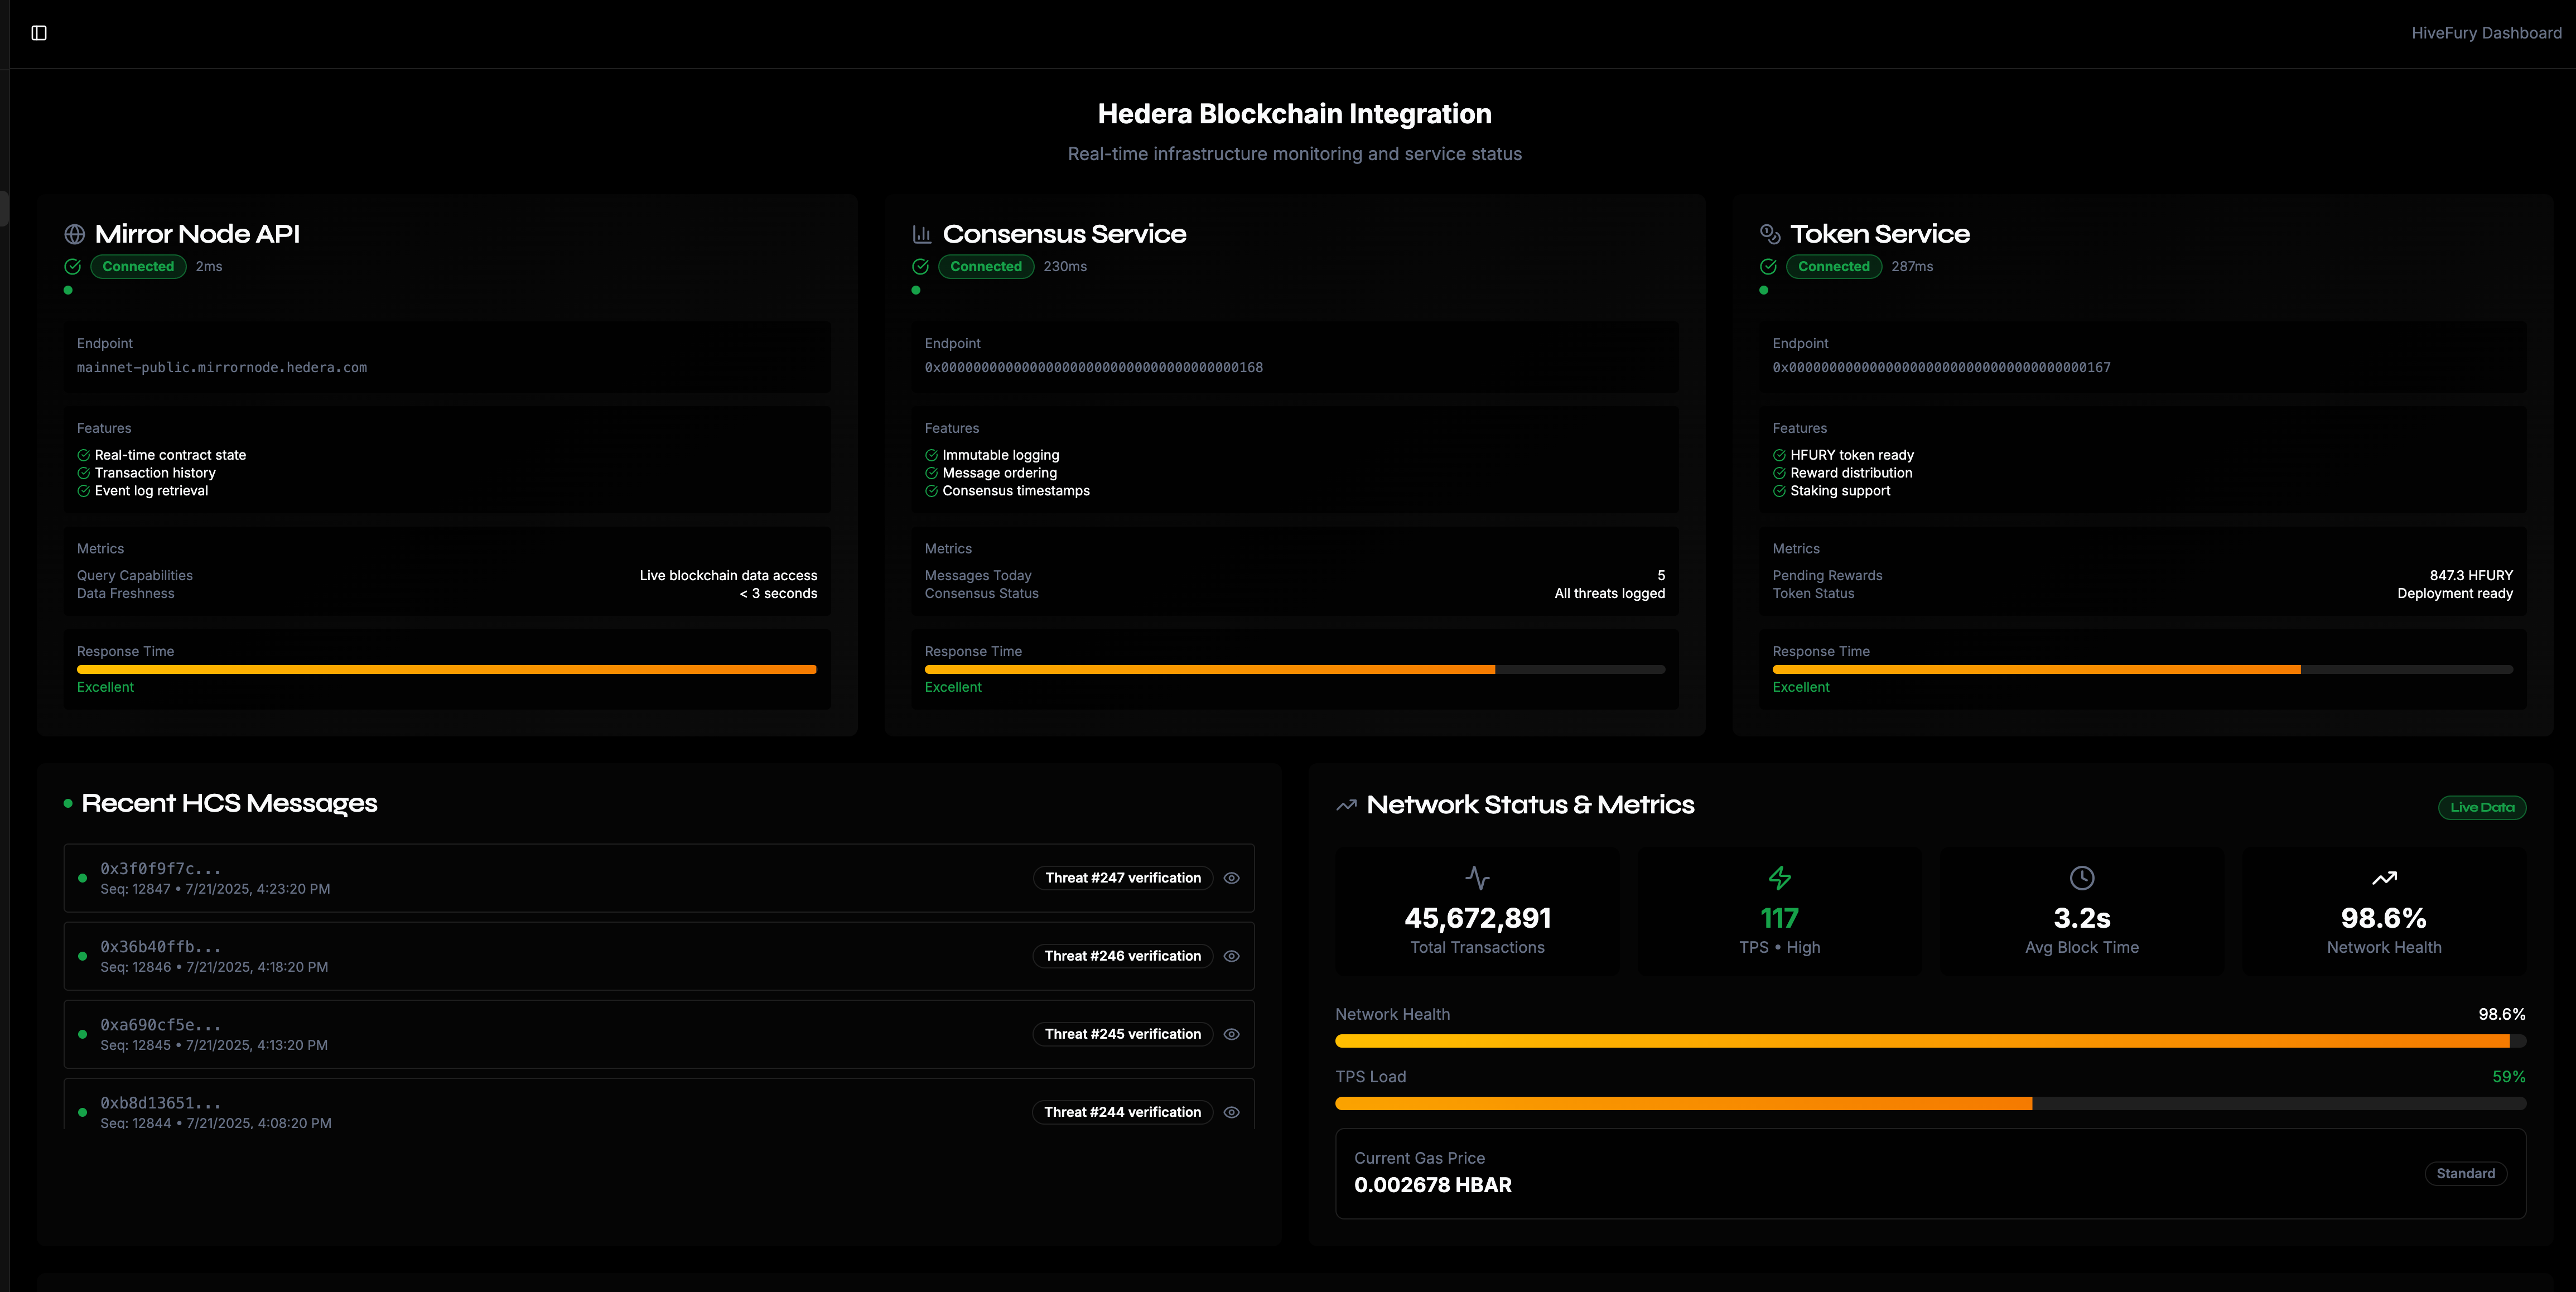 HiveFury Dashboard
Hedera Blockchain Integration
Real-time infrastructure monitoring and service status
Mirror Node API
Connected 2ms
Endpoint
mainnet-public.mirrornode.hedera.com
Features
Real-time contract state
Transaction history
Event log retrieval
Metrics
Query Capabilities Live blockchain data access
Data Freshness < 3 seconds
Response Time
Excellent
Consensus Service
Connected 230ms
Endpoint
0x0000000000000000000000000000000000000168
Features
Immutable logging
Message ordering
Consensus timestamps
Metrics
Messages Today 5
Consensus Status All threats logged
Response Time
Excellent
Token Service
Connected 287ms
Endpoint
0x0000000000000000000000000000000000000167
Features
HFURY token ready
Reward distribution
Staking support
Metrics
Pending Rewards 847.3 HFURY
Token Status Deployment ready
Response Time
Excellent
Recent HCS Messages
0x3f0f9f7c...
Seq: 12847 • 7/21/2025, 4:23:20 PM
Threat #247 verification
0x36b40ffb...
Seq: 12846 • 7/21/2025, 4:18:20 PM
Threat #246 verification
0xa690cf5e...
Seq: 12845 • 7/21/2025, 4:13:20 PM
Threat #245 verification
0xb8d13651...
Seq: 12844 • 7/21/2025, 4:08:20 PM
Threat #244 verification
Network Status & Metrics
Live Data
45,672,891
Total Transactions
117
TPS • High
3.2s
Avg Block Time
98.6%
Network Health
Network Health 98.6%
TPS Load 59%
Current Gas Price
0.002678 HBAR
Standard